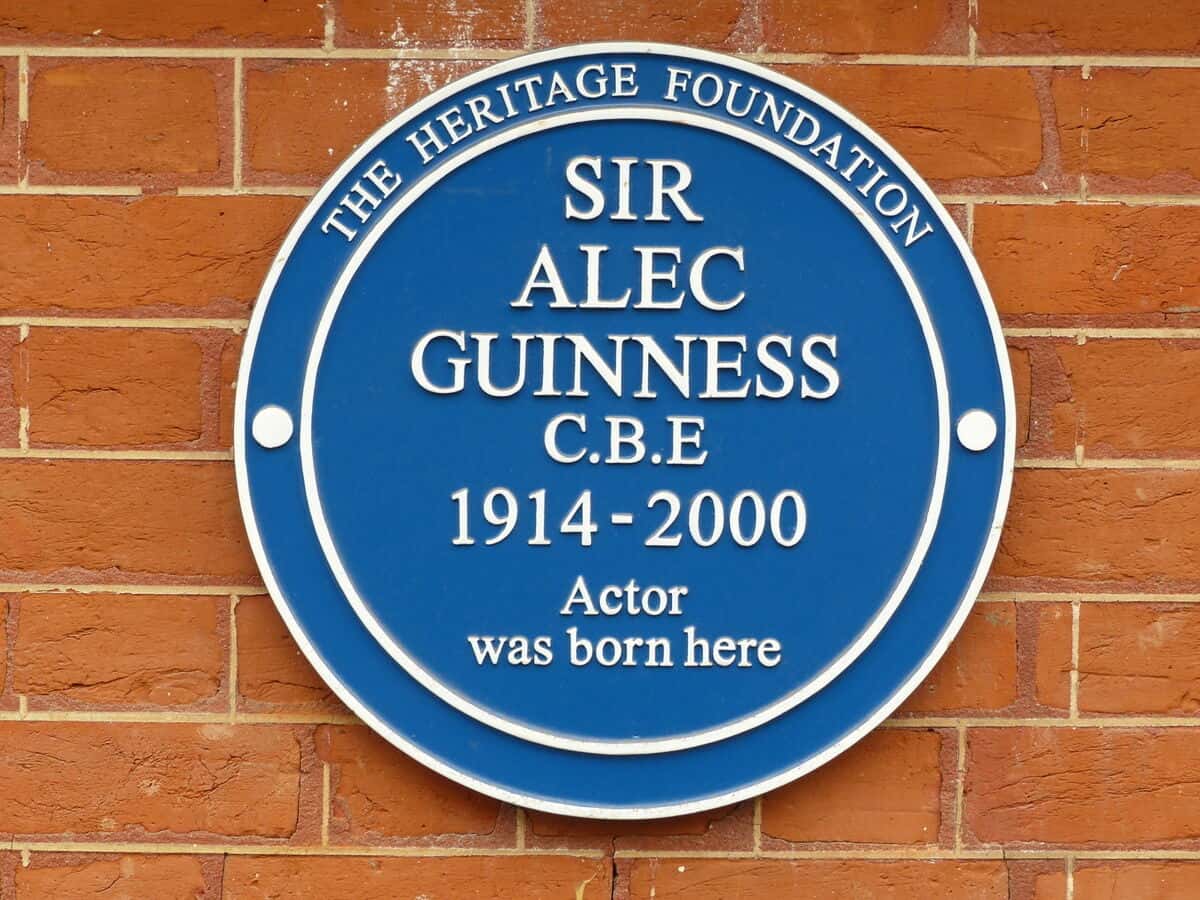 THE HERITAGE FOUNDATION
SIR
ALEC
GUINNESS
C.B.E
1914-2000
Actor
was born here